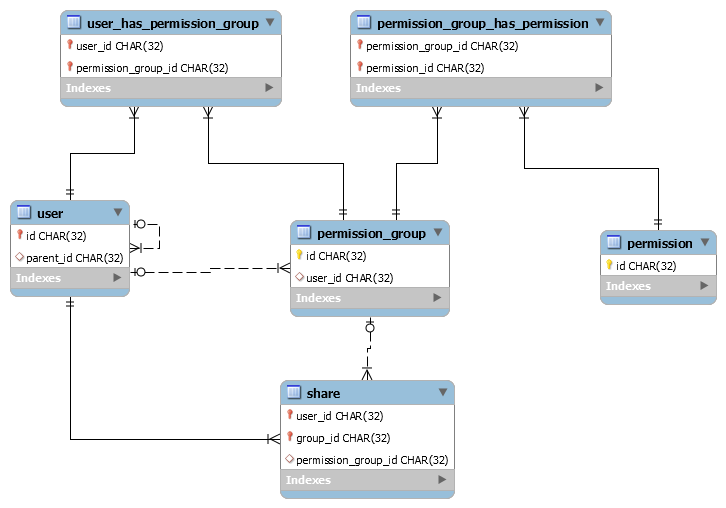 user_has_permission_group
user_id CHAR(32)
permission_group_id CHAR(32)
Indexes
permission_group_has_permission
permission_group_id CHAR(32)
permission_id CHAR(32)
Indexes
user
id CHAR(32)
parent_id CHAR(32)
Indexes
permission_group
id CHAR(32)
user_id CHAR(32)
Indexes
permission
id CHAR(32)
Indexes
share
user_id CHAR(32)
group_id CHAR(32)
permission_group_id CHAR(32)
Indexes